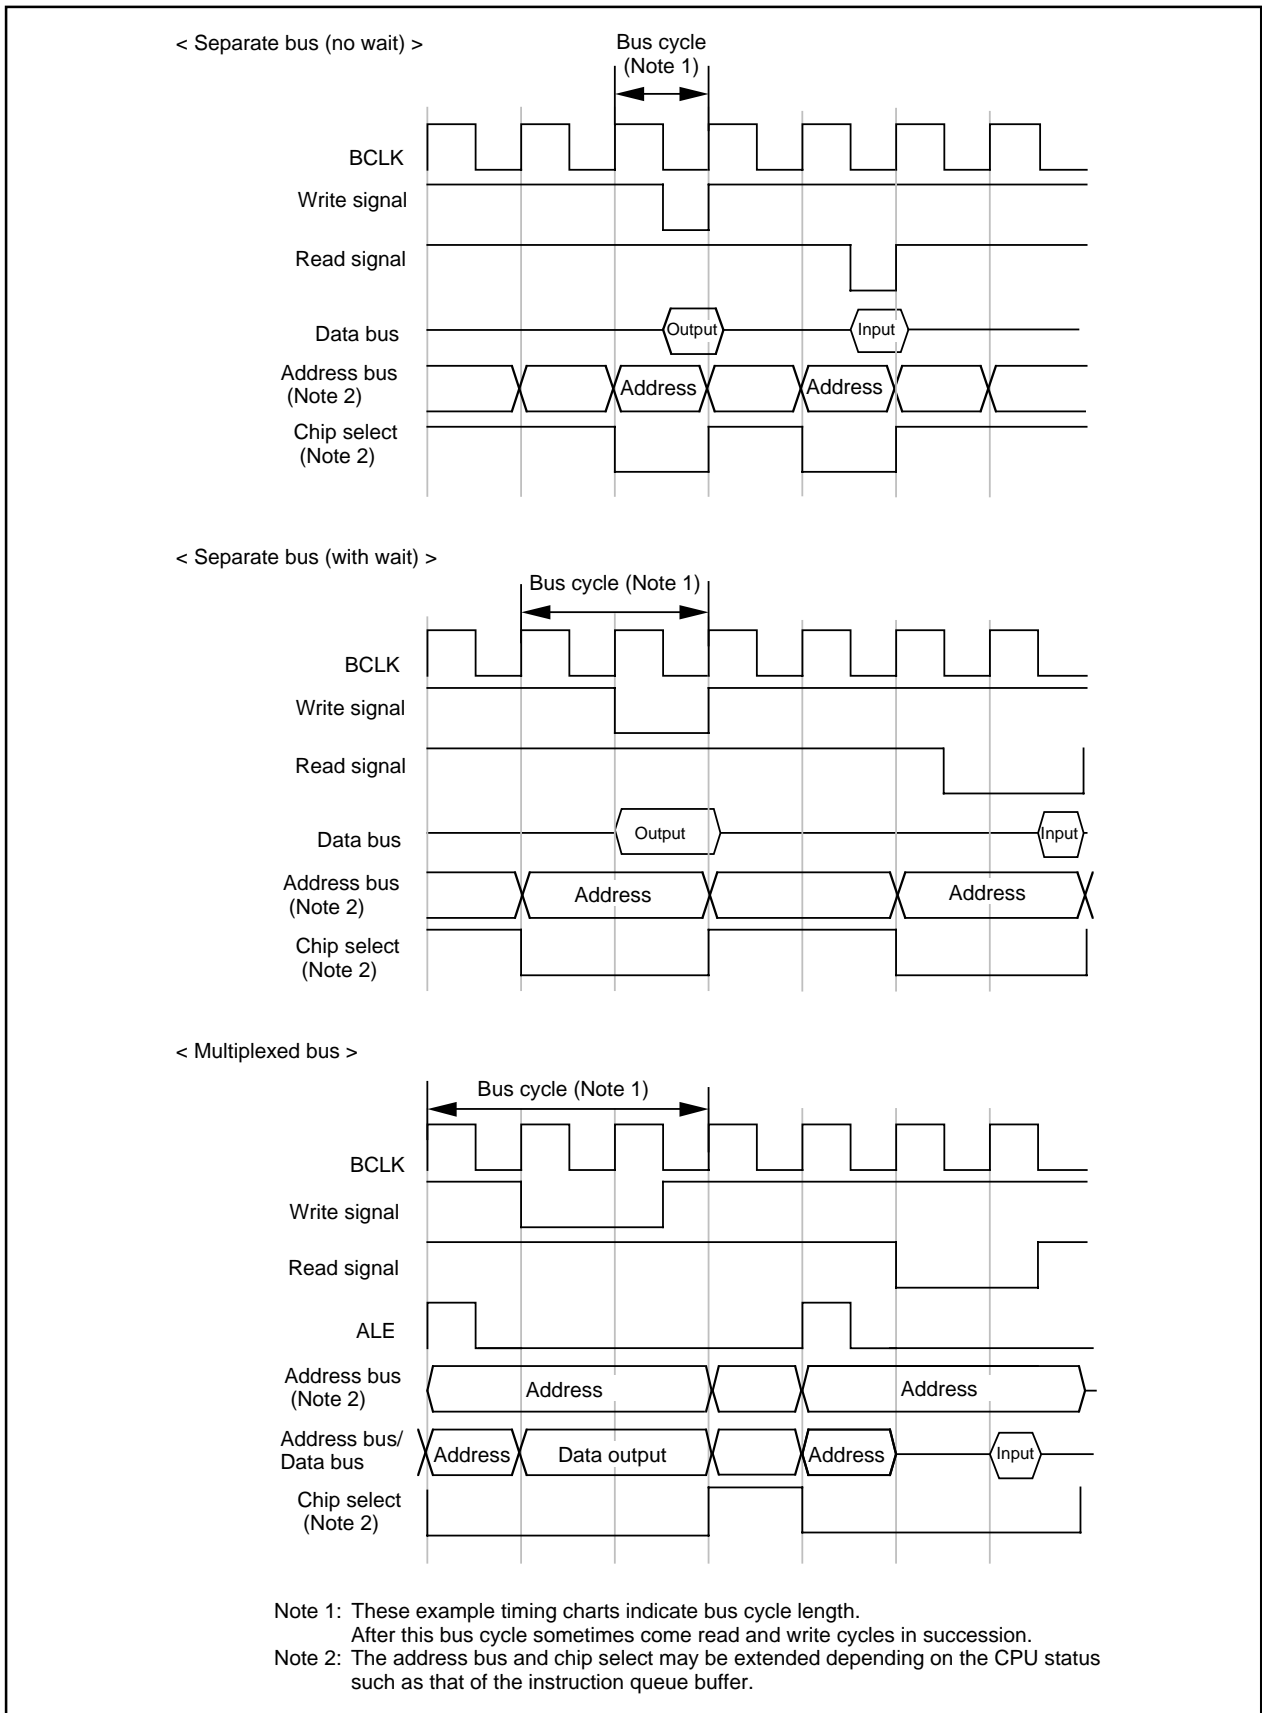 < Separate bus (no wait) >
Bus cycle
(Note 1)
BCLK
Write signal
Read signal
Data bus
Output
Input
Address bus
(Note 2)
Address
Address
Chip select
(Note 2)
< Separate bus (with wait) >
Bus cycle (Note 1)
BCLK
Write signal
Read signal
Data bus
Output
Input
Address bus
(Note 2)
Address
Address
Chip select
(Note 2)
< Multiplexed bus >
Bus cycle (Note 1)
BCLK
Write signal
Read signal
ALE
Address bus
(Note 2)
Address
Address
Address bus/
Data bus
Address
Data output
Address
Input
Chip select
(Note 2)
Note 1: These example timing charts indicate bus cycle length.
After this bus cycle sometimes come read and write cycles in succession.
Note 2: The address bus and chip select may be extended depending on the CPU status
such as that of the instruction queue buffer.